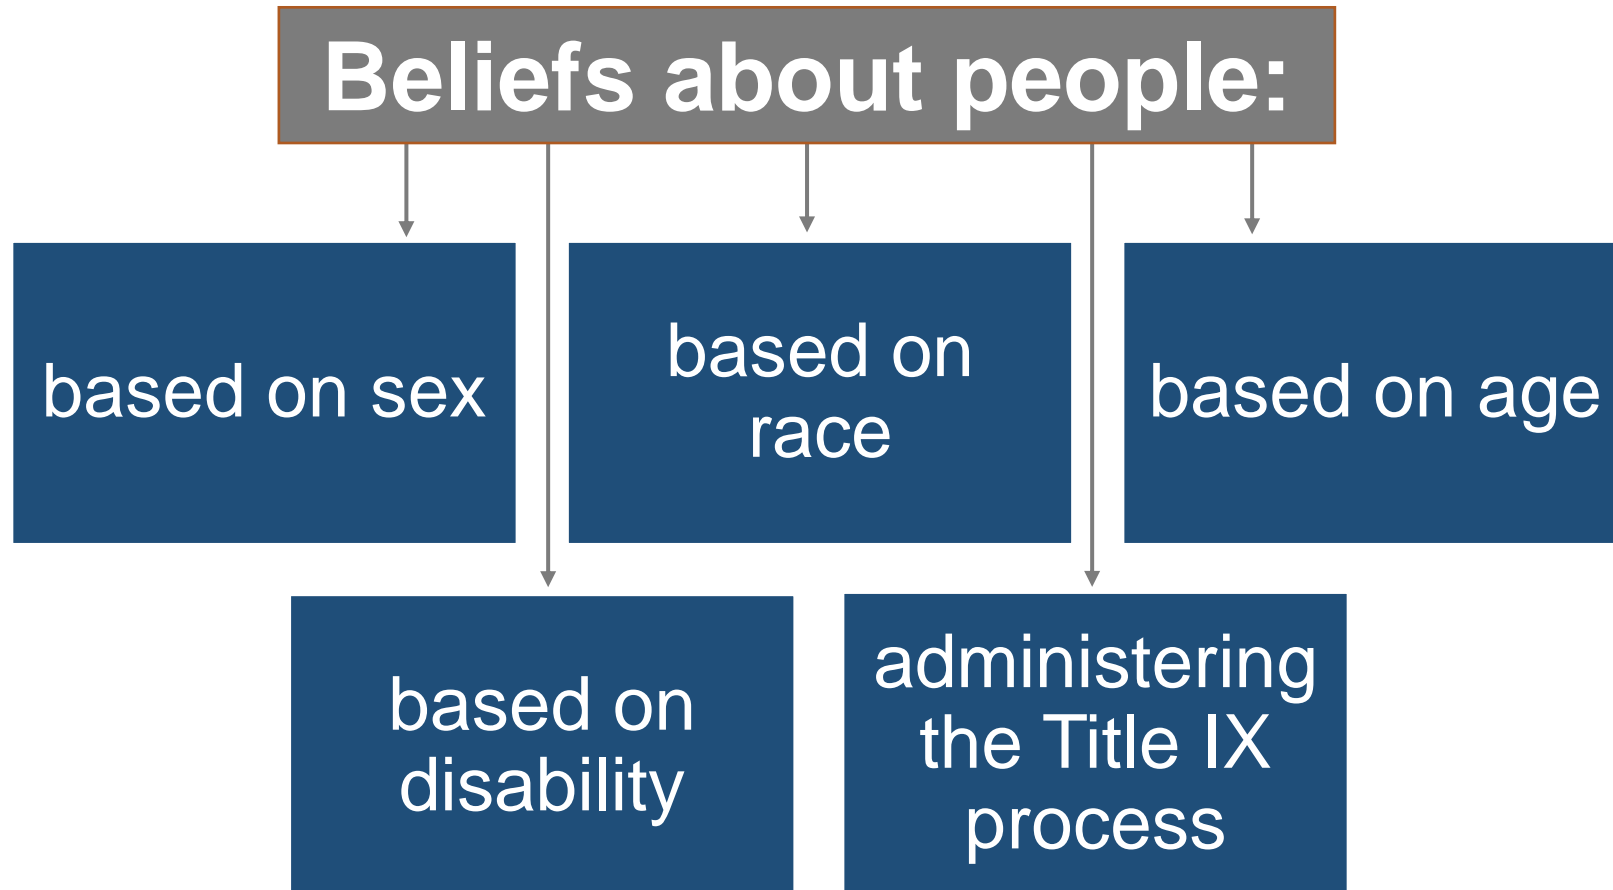 Beliefs about people:
based on sex
based on
race
based on age
based on
disability
administering
the Title IX
process